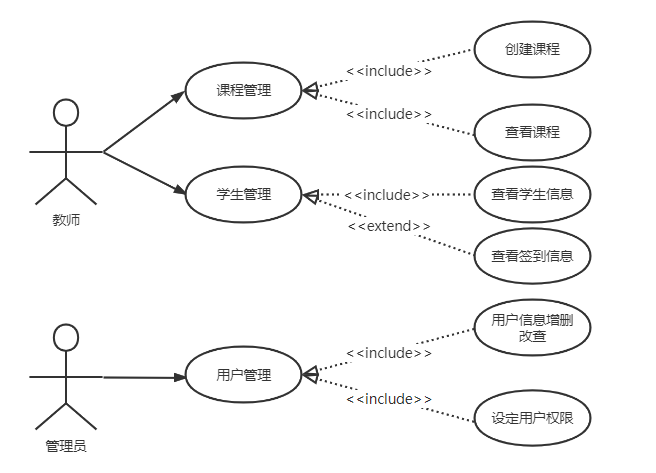 创建课程
<<include>>
课程管理
<<include>>
查看课程
学生管理
<<include>>
查看学生信息
教师
<<extend>>
查看签到信息
用户信息增删
改查
<<include>>
用户管理
<<include>>
设定用户权限
管理员